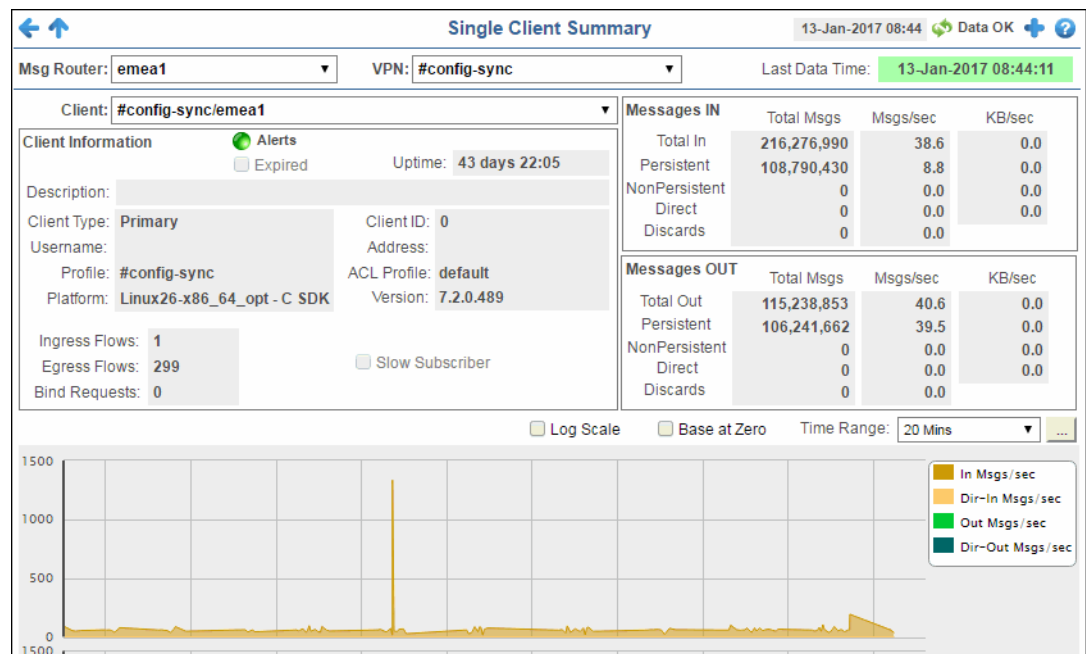 Single Client Summary
13-Jan-2017 08:44 Data OK
Msg Router: emea1 VPN: #config-sync Last Data Time: 13-Jan-2017 08:44:11
Client: #config-sync/emea1
Client Information Alerts
Expired Uptime: 43 days 22:05
Description:
Client Type: Primary Client ID: 0
Username: Address:
Profile: #config-sync ACL Profile: default
Platform: Linux26-x86_64_opt - C SDK Version: 7.2.0.489
Ingress Flows: 1
Egress Flows: 299 Slow Subscriber
Bind Requests: 0
Messages IN Total Msgs Msgs/sec KB/sec
Total In 216,276,990 38.6 0.0
Persistent 108,790,430 8.8 0.0
NonPersistent 0 0.0 0.0
Direct 0 0.0 0.0
Discards 0 0.0
Messages OUT Total Msgs Msgs/sec KB/sec
Total Out 115,238,853 40.6 0.0
Persistent 106,241,662 39.5 0.0
NonPersistent 0 0.0 0.0
Direct 0 0.0 0.0
Discards 0 0.0
Log Scale Base at Zero Time Range: 20 Mins ...
1500
1000
500
0
1500
In Msgs/sec
Dir-In Msgs/sec
Out Msgs/sec
Dir-Out Msgs/sec